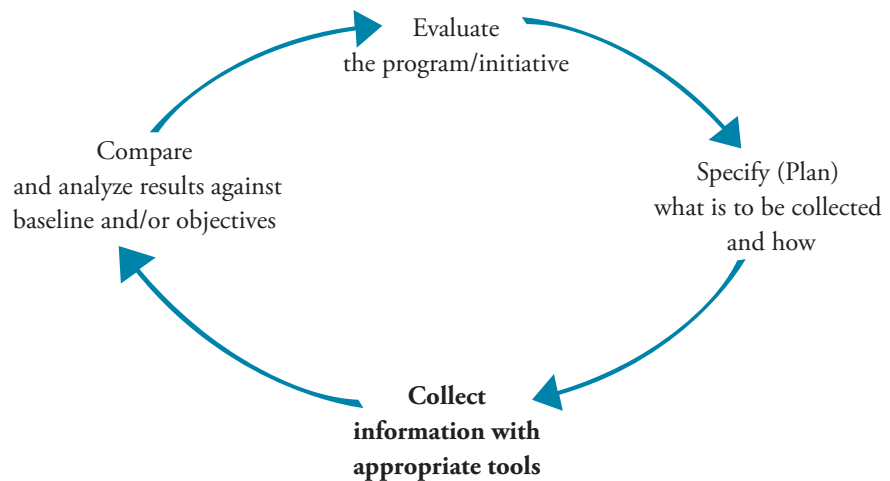 Evaluate
the program/initiative
Specify (Plan)
what is to be collected
and how
Collect
information with
appropriate tools
Compare
and analyze results against
baseline and/or objectives